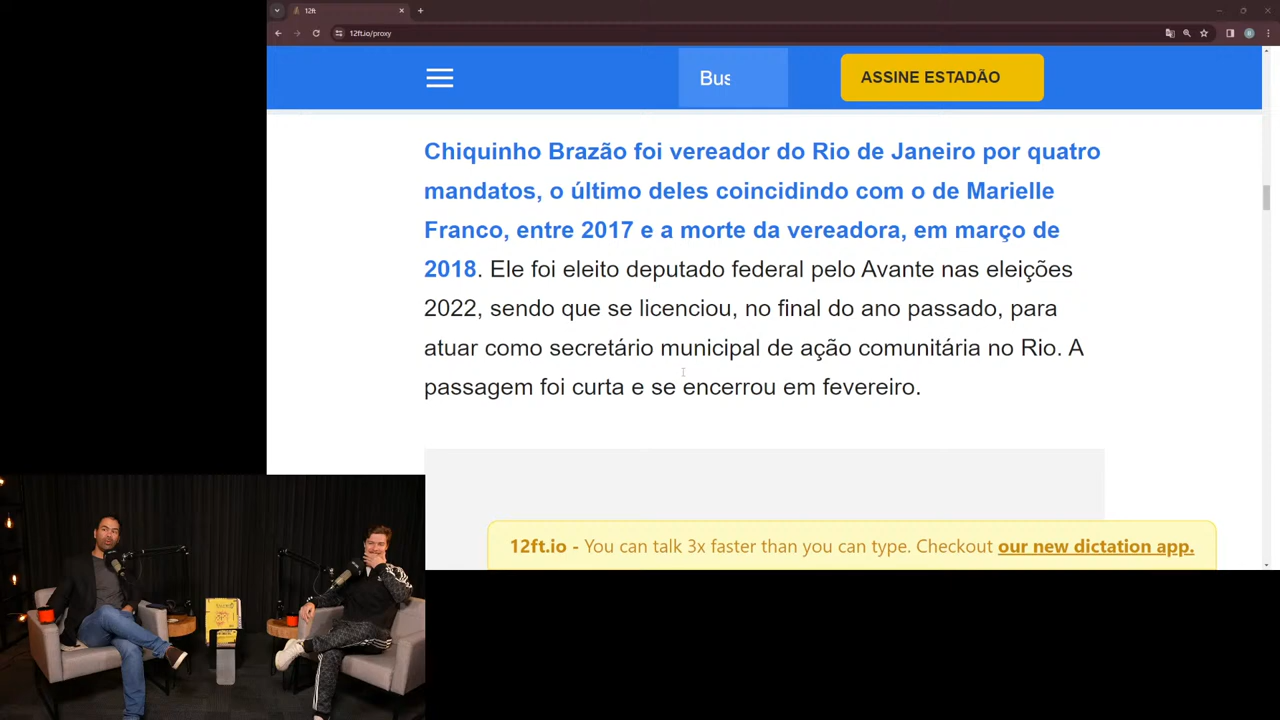 12ft
12ft.io/proxy
Bus
ASSINE ESTADÃO
Chiquinho Brazão foi vereador do Rio de Janeiro por quatro
mandatos, o último deles coincidindo com o de Marielle
Franco, entre 2017 e a morte da vereadora, em março de
2018. Ele foi eleito deputado federal pelo Avante nas eleições
2022, sendo que se licenciou, no final do ano passado, para
atuar como secretário municipal de ação comunitária no Rio. A
passagem foi curta e se encerrou em fevereiro.
12ft.io - You can talk 3x faster than you can type. Checkout our new dictation app.